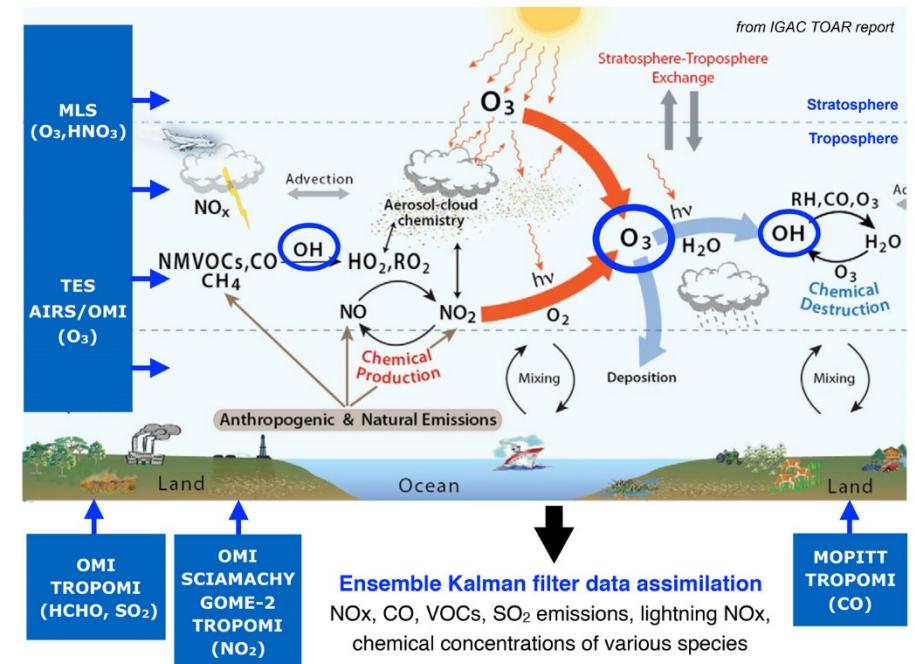 from IGAC TOAR report
MLS
(O₃,HNO₃)
TES
AIRS/OMI
(O₃)
Stratosphere-Troposphere
Exchange
Stratosphere
Troposphere
O₃
NOₓ
Advection
Aerosol-cloud
chemistry
NMVOCs,CO
CH₄
OH
HO₂,RO₂
NO
NO₂
Chemical
Production
hν
O₂
O₃
hν
H₂O
OH
RH,CO,O₃
H₂O
O₃
Chemical
Destruction
Ad
Mixing
Deposition
Mixing
Anthropogenic & Natural Emissions
Land
Ocean
Land
OMI
TROPOMI
(HCHO, SO₂)
OMI
SCIAMACHY
GOME-2
TROPOMI
(NO₂)
Ensemble Kalman filter data assimilation
NOx, CO, VOCs, SO₂ emissions, lightning NOx,
chemical concentrations of various species
MOPITT
TROPOMI
(CO)